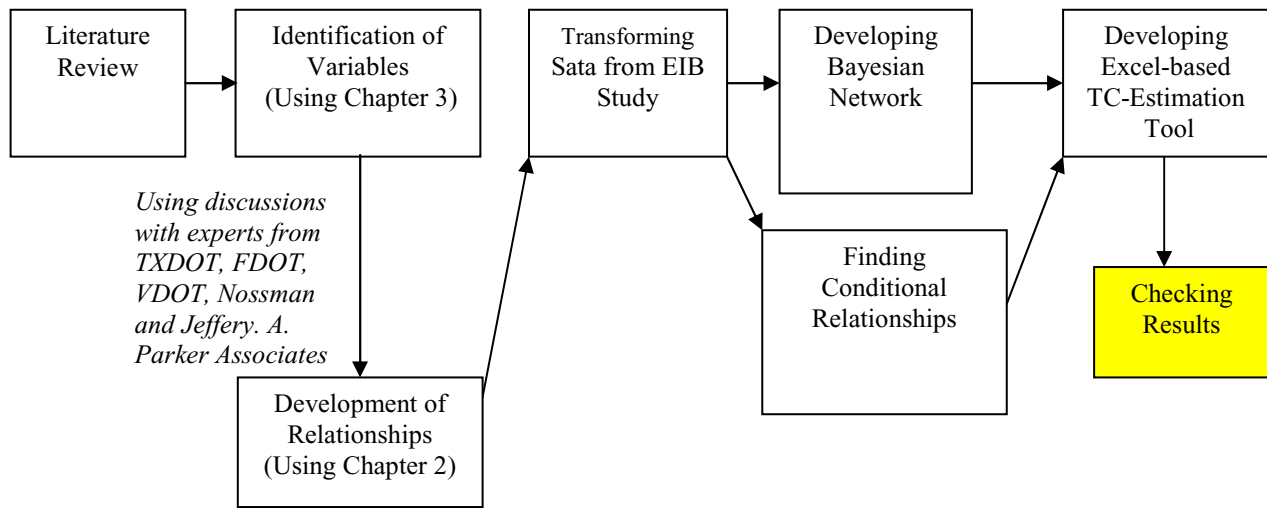 Literature
Review
Identification of
Variables
(Using Chapter 3)
Using discussions
with experts from
TXDOT, FDOT,
VDOT, Nossman
and Jeffery. A.
Parker Associates
Development of
Relationships
(Using Chapter 2)
Transforming
Sata from EIB
Study
Developing
Bayesian
Network
Finding
Conditional
Relationships
Developing
Excel-based
TC-Estimation
Tool
Checking
Results